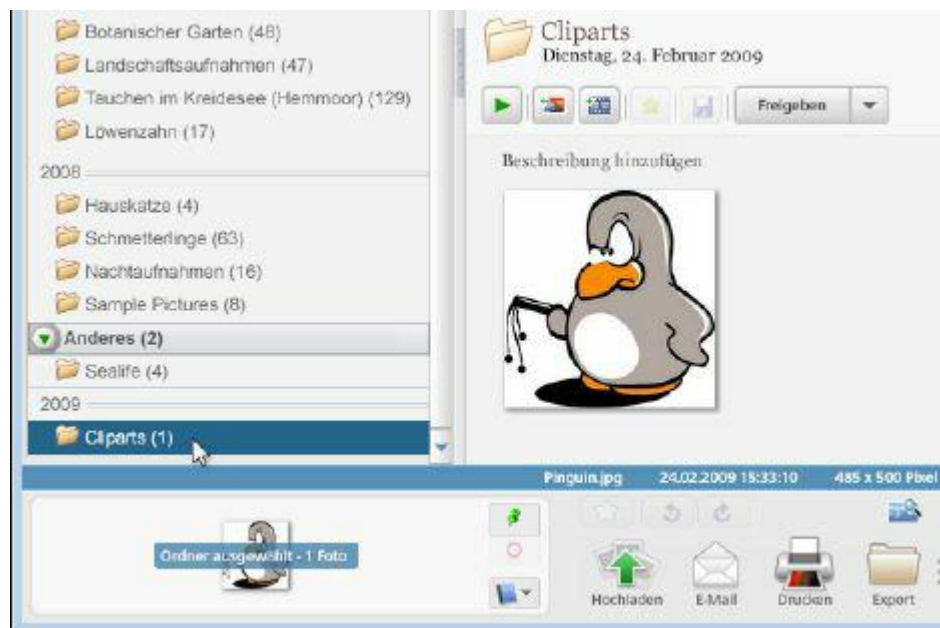 Botanischer Garten (48)
Landschaftsaufnahmen (47)
Tauchen im Kreidesee (Hemmoor) (129)
Löwenzahn (17)
2008
Hauskatze (4)
Schmetterlinge (63)
Nachtaufnahmen (16)
Sample Pictures (8)
Anderes (2)
Sealife (4)
2009
Cliparts (1)
Cliparts
Dienstag, 24. Februar 2009
Freigeben
Beschreibung hinzufügen
Pinguin.jpg 24.02.2009 15:33:10 485 x 500 Pixel
Ordner ausgewählt - 1 Foto
Hochladen E-Mail Drucken Export